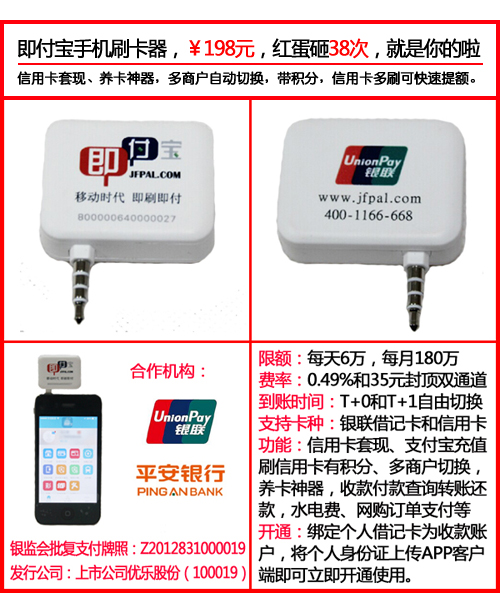 即付宝手机刷卡器，￥198元，红蛋砸38次，就是你的啦
信用卡套现、养卡神器，多商户自动切换，带积分，信用卡多刷可快速提额。
即付宝
JFPAL.COM
移动时代 即刷即付
800000640000027
UnionPay
银联
www.jfpal.com
400-1166-668
即付宝
合作机构：
UnionPay
银联
平安银行
PING AN BANK
银监会批复支付牌照：Z2012831000019
发行公司：上市公司优乐股份（100019）
限额：每天6万，每月180万
费率：0.49%和35元封顶双通道
到账时间：T+0和T+1自由切换
支持卡种：银联借记卡和信用卡
功能：信用卡套现、支付宝充值
刷信用卡有积分、多商户切换，
养卡神器，收款付款查询转账还
款，水电费、网购订单支付等
开通：绑定个人借记卡为收款账
户，将个人身份证上传APP客户
端即可立即开通使用。